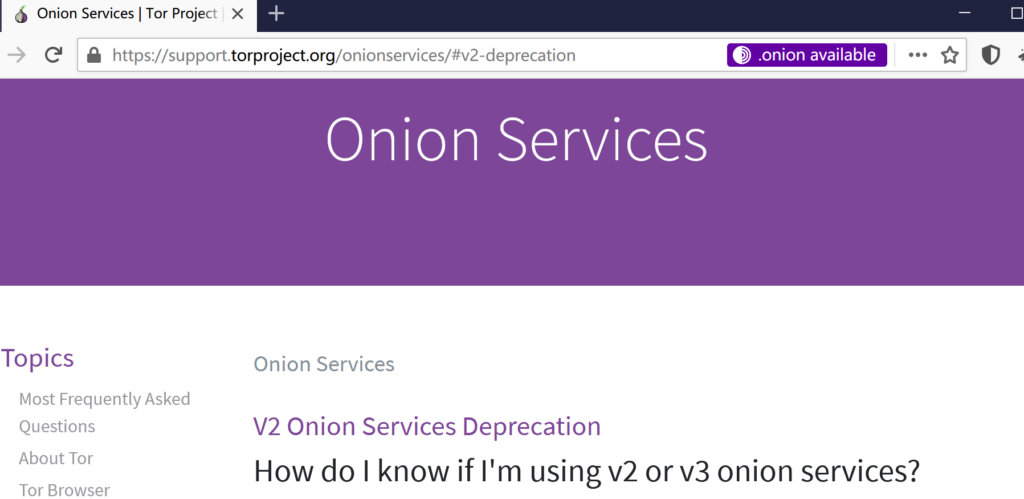 Onion Services | Tor Project
https://support.torproject.org/onionservices/#v2-deprecation
.onion available
Onion Services
Topics
Most Frequently Asked
Questions
About Tor
Tor Browser
Onion Services
V2 Onion Services Deprecation
How do I know if I'm using v2 or v3 onion services?